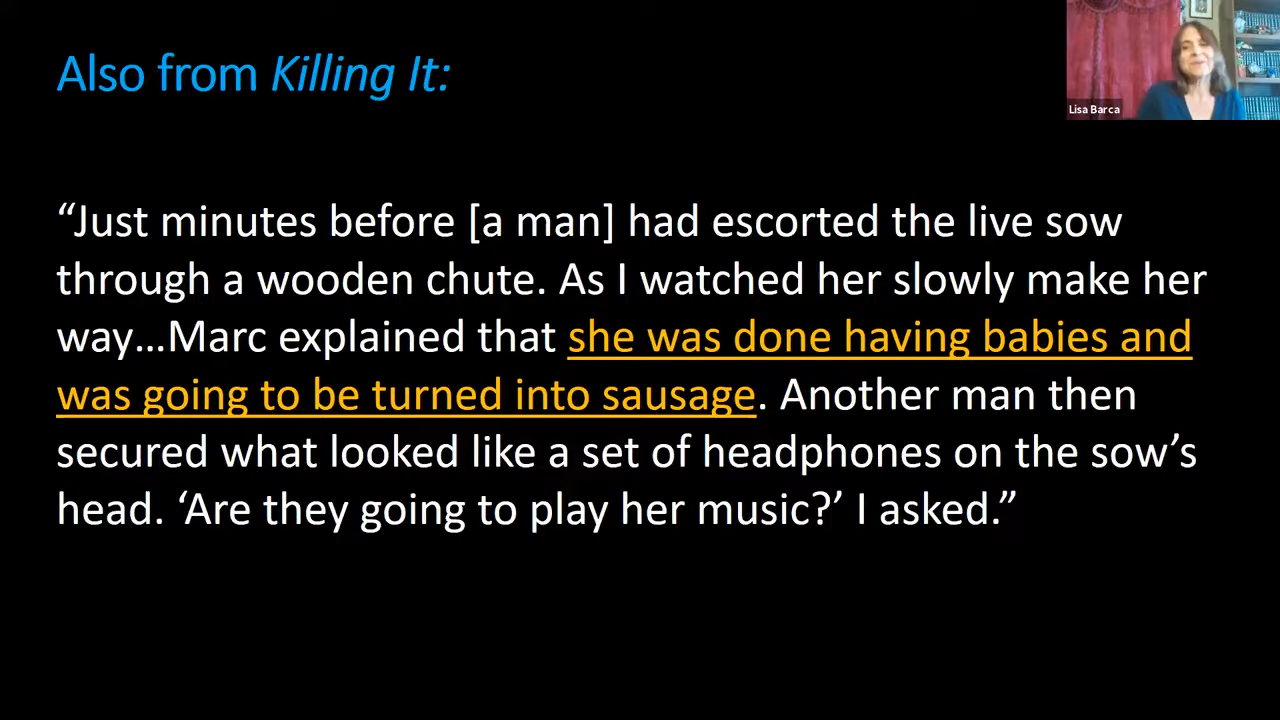 Also from Killing It:
Lisa Barca
“Just minutes before [a man] had escorted the live sow
through a wooden chute. As I watched her slowly make her
way…Marc explained that she was done having babies and
was going to be turned into sausage. Another man then
secured what looked like a set of headphones on the sow’s
head. ‘Are they going to play her music?’ I asked.”